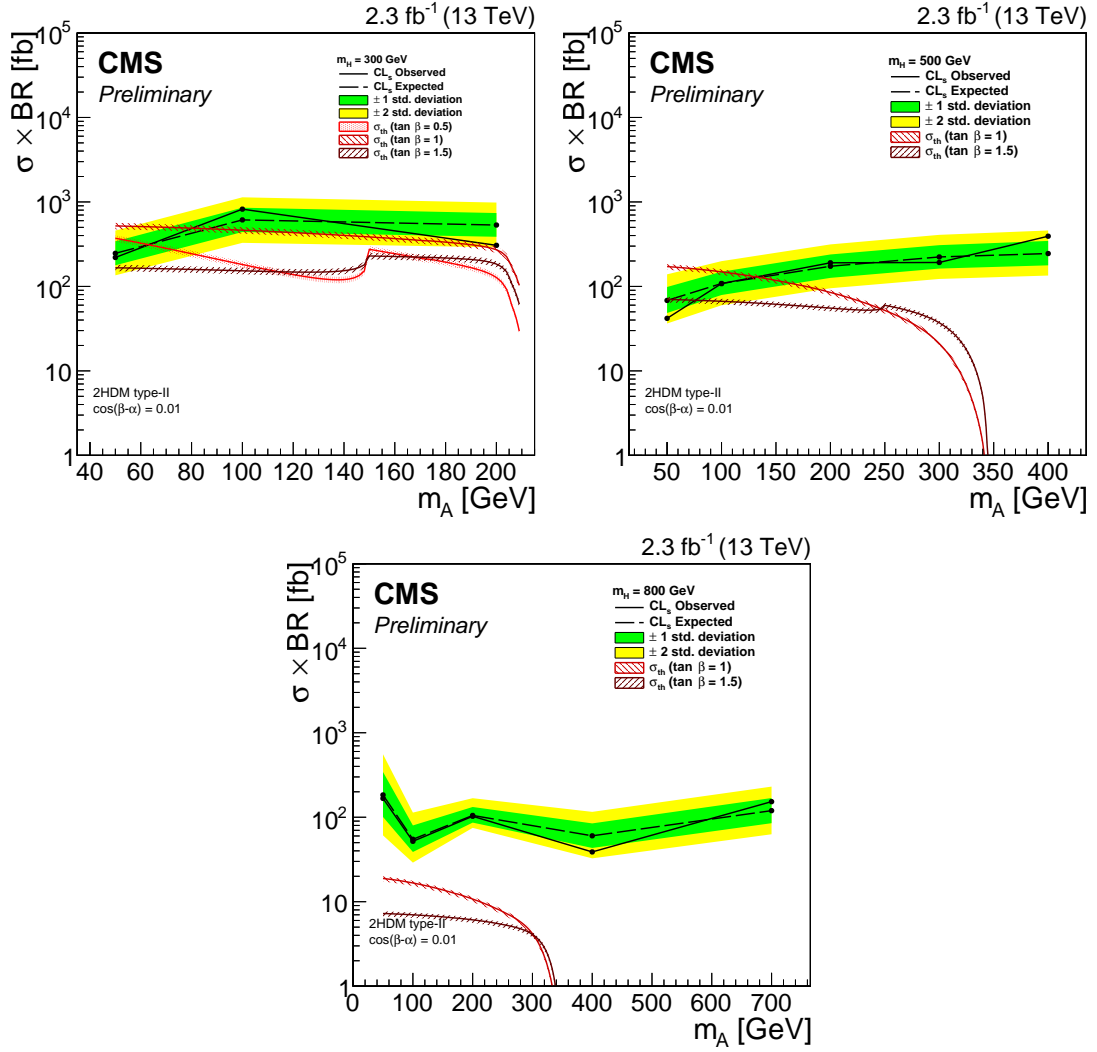 2.3 fb⁻¹ (13 TeV)
CMS
Preliminary
m_H = 300 GeV
CL_s Observed
CL_s Expected
± 1 std. deviation
± 2 std. deviation
σ_th (tan β = 0.5)
σ_th (tan β = 1)
σ_th (tan β = 1.5)
σ × BR [fb]
10⁵
10⁴
10³
10²
10
1
2HDM type-II
cos(β-α) = 0.01
40 60 80 100 120 140 160 180 200
m_A [GeV]
2.3 fb⁻¹ (13 TeV)
CMS
Preliminary
m_H = 500 GeV
CL_s Observed
CL_s Expected
± 1 std. deviation
± 2 std. deviation
σ_th (tan β = 1)
σ_th (tan β = 1.5)
σ × BR [fb]
10⁵
10⁴
10³
10²
10
1
2HDM type-II
cos(β-α) = 0.01
50 100 150 200 250 300 350 400
m_A [GeV]
2.3 fb⁻¹ (13 TeV)
CMS
Preliminary
m_H = 800 GeV
CL_s Observed
CL_s Expected
± 1 std. deviation
± 2 std. deviation
σ_th (tan β = 1)
σ_th (tan β = 1.5)
σ × BR [fb]
10⁵
10⁴
10³
10²
10
1
2HDM type-II
cos(β-α) = 0.01
0 100 200 300 400 500 600 700
m_A [GeV]